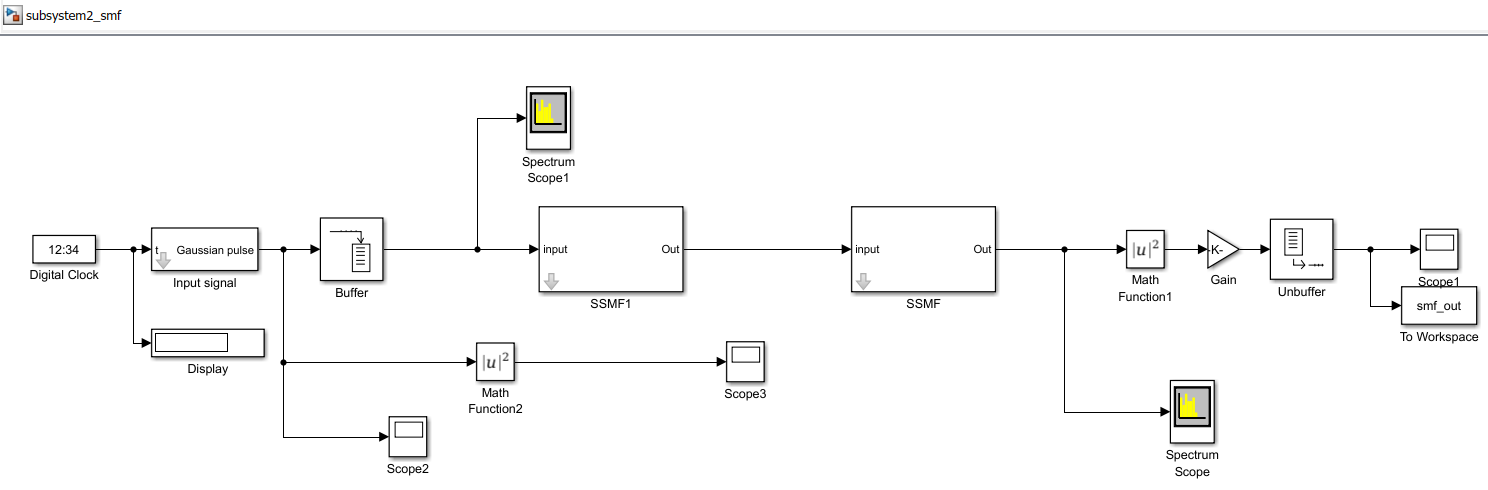 subsystem2_smf
Spectrum
Scope1
12:34
Digital Clock
t
Gaussian pulse
Input signal
Buffer
input
Out
SSMF1
input
Out
SSMF
|u|²
Math
Function1
-K-
Gain
Unbuffer
Scope1
smf_out
To Workspace
Display
|u|²
Math
Function2
Scope3
Scope2
Spectrum
Scope